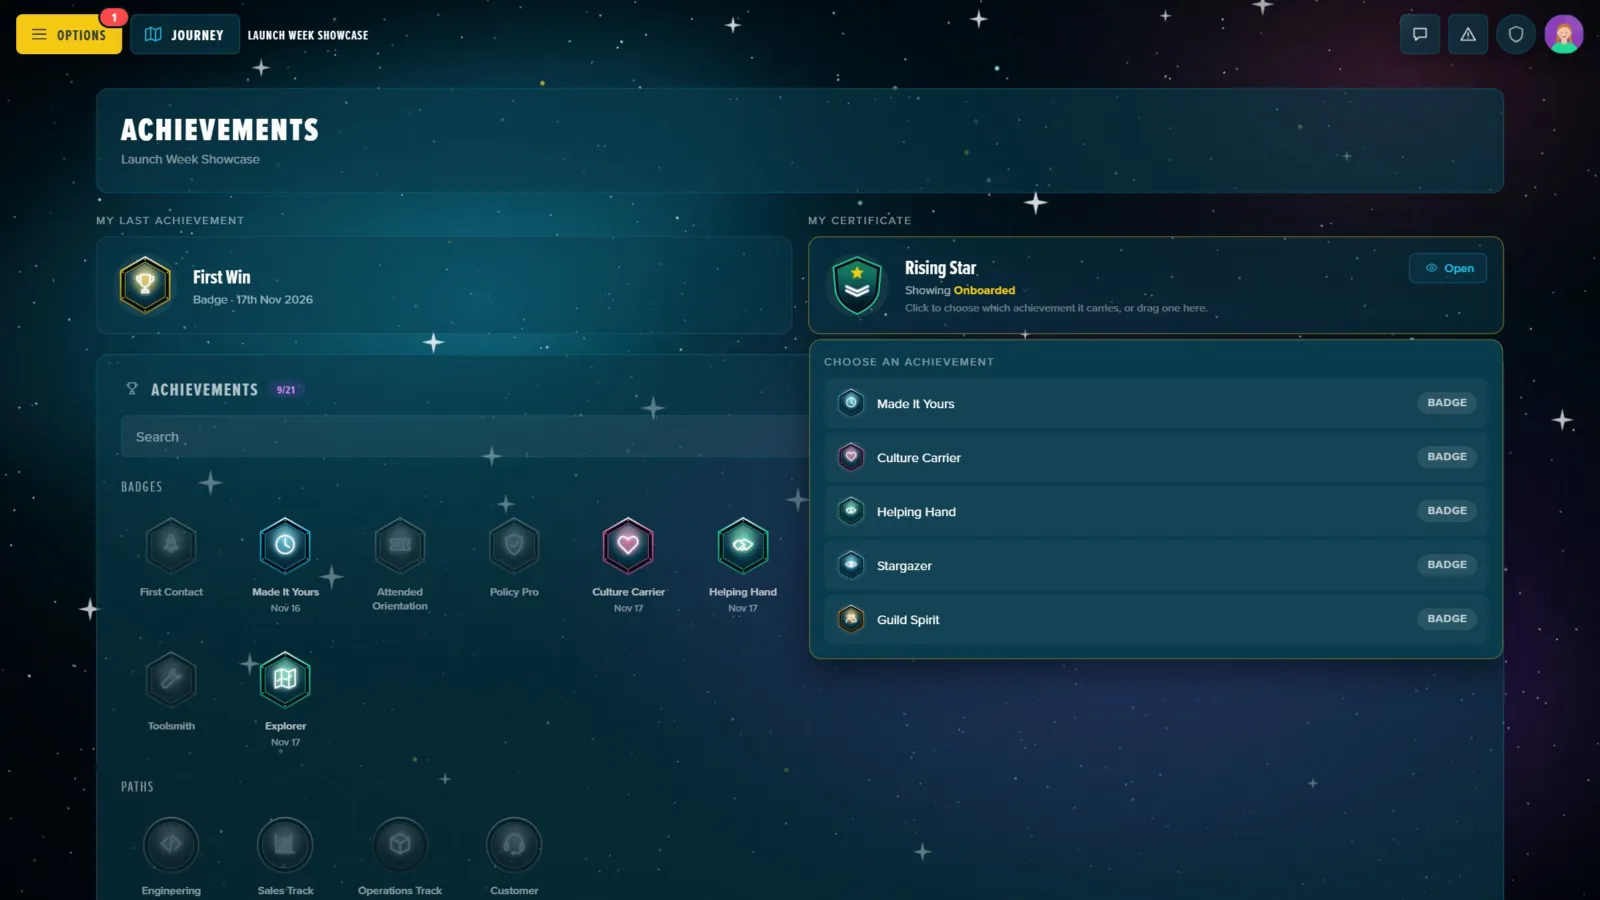 OPTIONS
1
JOURNEY
LAUNCH WEEK SHOWCASE
ACHIEVEMENTS
Launch Week Showcase
MY LAST ACHIEVEMENT
First Win
Badge - 17th Nov 2026
MY CERTIFICATE
Rising Star
Showing Onboarded
Click to choose which achievement it carries, or drag one here.
Open
CHOOSE AN ACHIEVEMENT
Made It Yours BADGE
Culture Carrier BADGE
Helping Hand BADGE
Stargazer BADGE
Guild Spirit BADGE
ACHIEVEMENTS 9/21
Search
BADGES
First Contact
Made It Yours
Nov 16
Attended
Orientation
Policy Pro
Culture Carrier
Nov 17
Helping Hand
Nov 17
Toolsmith
Explorer
Nov 17
PATHS
Engineering
Sales Track
Operations Track
Customer